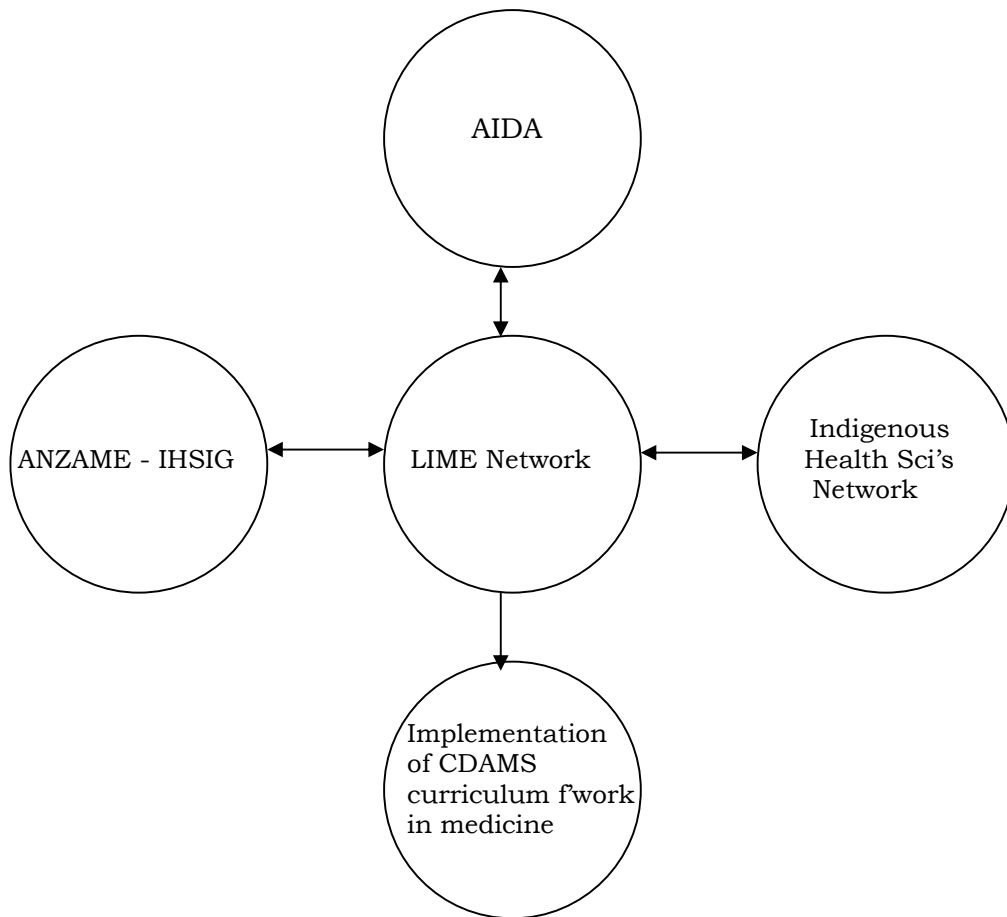 AIDA
ANZAME - IHSIG
LIME Network
Indigenous
Health Sci's
Network
Implementation
of CDAMS
curriculum f'work
in medicine